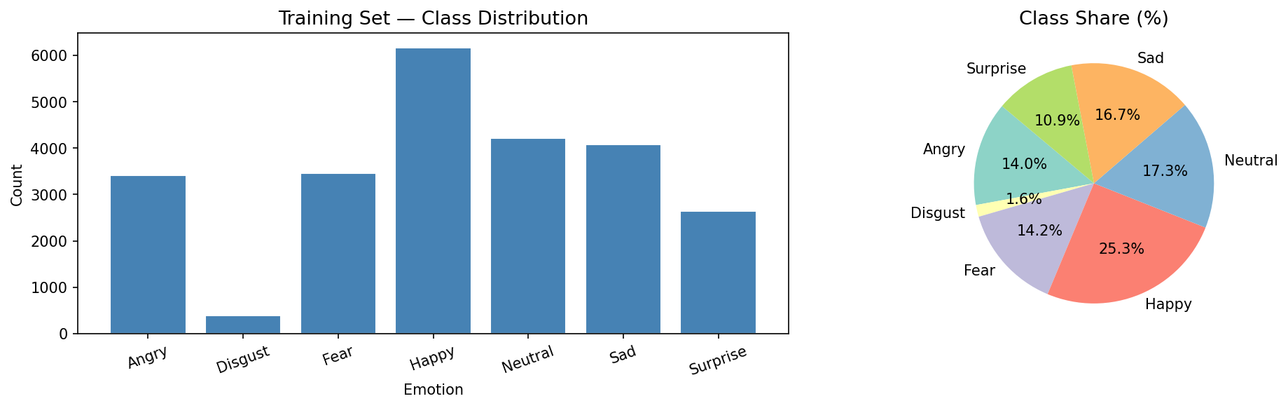 Training Set — Class Distribution
Count
6000
5000
4000
3000
2000
1000
0
Angry
Disgust
Fear
Happy
Neutral
Sad
Surprise
Emotion
Class Share (%)
Sad
Surprise
10.9%
16.7%
Angry
14.0%
17.3%
Neutral
1.6%
Disgust
14.2%
25.3%
Fear
Happy